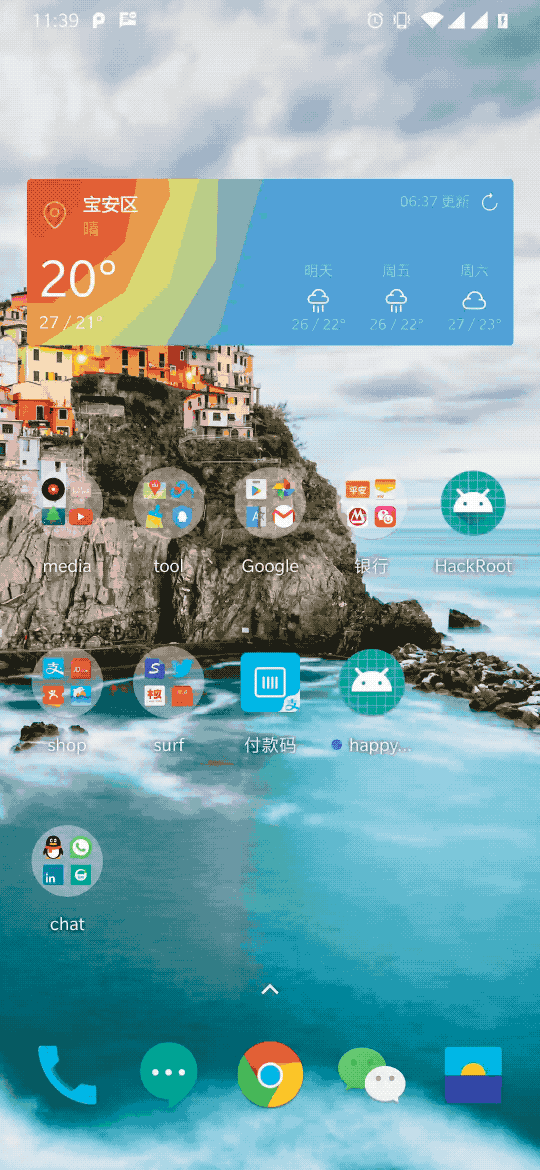 11:39
宝安区
06:37 更新
晴
20°
明天
周五
周六
27 / 21°
26 / 22°
26 / 22°
27 / 23°
平安
media
tool
Google
银行
HackRoot
支
shop
surf
付款码
happy...
in
chat